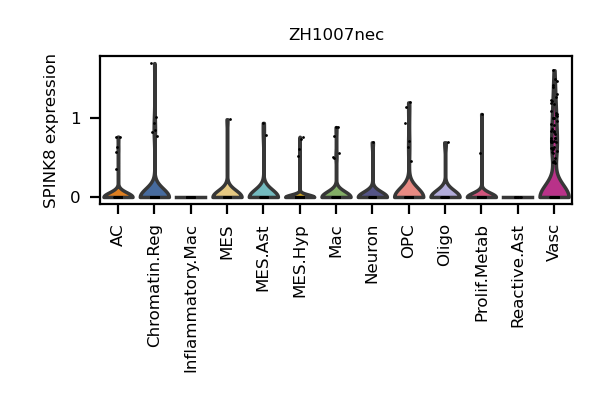 ZH1007nec
SPINK8 expression
1
0
AC
Chromatin.Reg
Inflammatory.Mac
MES
MES.Ast
MES.Hyp
Mac
Neuron
OPC
Oligo
Prolif.Metab
Reactive.Ast
Vasc